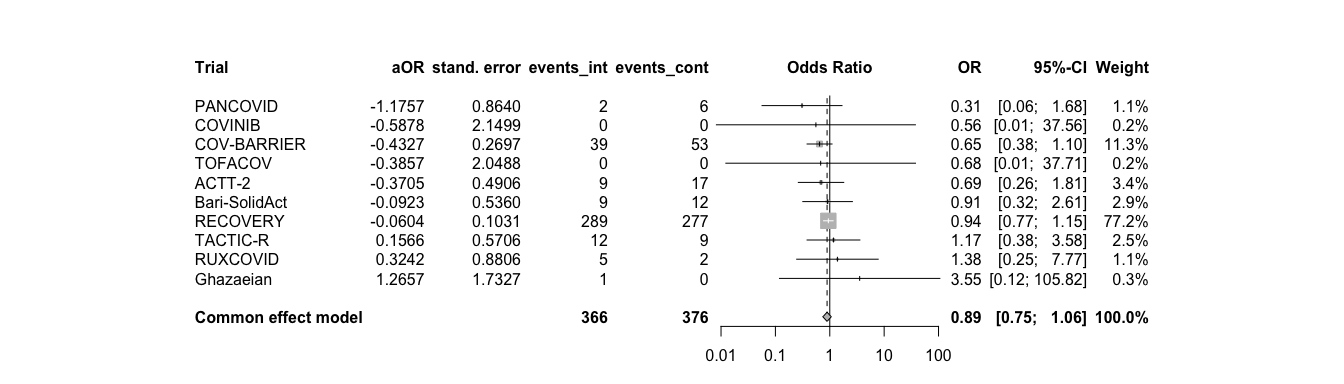 Trial aOR stand. error events_int events_cont Odds Ratio OR 95%-CI Weight
PANCOVID -1.1757 0.8640 2 6 0.31 [0.06; 1.68] 1.1%
COVINIB -0.5878 2.1499 0 0 0.56 [0.01; 37.56] 0.2%
COV-BARRIER -0.4327 0.2697 39 53 0.65 [0.38; 1.10] 11.3%
TOFACOV -0.3857 2.0488 0 0 0.68 [0.01; 37.71] 0.2%
ACTT-2 -0.3705 0.4906 9 17 0.69 [0.26; 1.81] 3.4%
Bari-SolidAct -0.0923 0.5360 9 12 0.91 [0.32; 2.61] 2.9%
RECOVERY -0.0604 0.1031 289 277 0.94 [0.77; 1.15] 77.2%
TACTIC-R 0.1566 0.5706 12 9 1.17 [0.38; 3.58] 2.5%
RUXCOVID 0.3242 0.8806 5 2 1.38 [0.25; 7.77] 1.1%
Ghazaeian 1.2657 1.7327 1 0 3.55 [0.12; 105.82] 0.3%
Common effect model 366 376 0.89 [0.75; 1.06] 100.0%
0.01 0.1 1 10 100